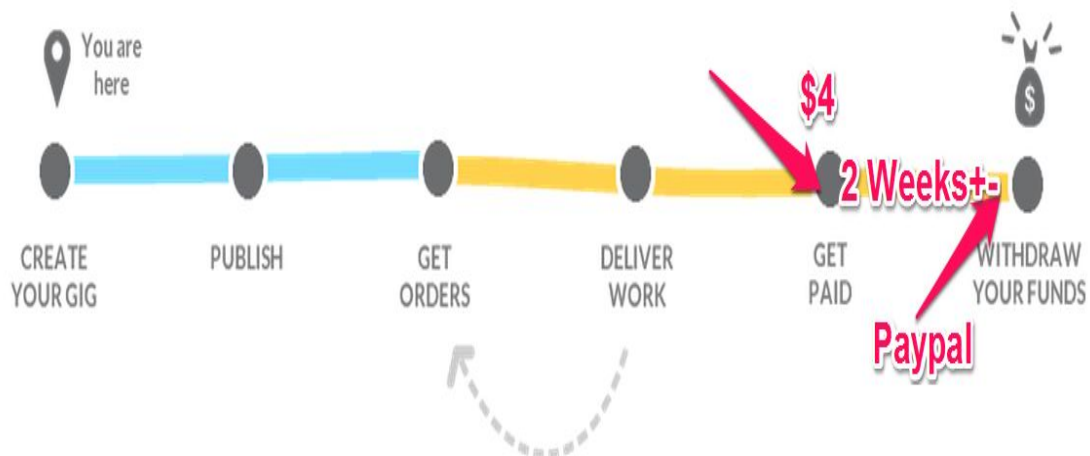 You are
here
$4
$
2 Weeks+-
CREATE
YOUR GIG
PUBLISH
GET
ORDERS
DELIVER
WORK
GET
PAID
WITHDRAW
YOUR FUNDS
Paypal